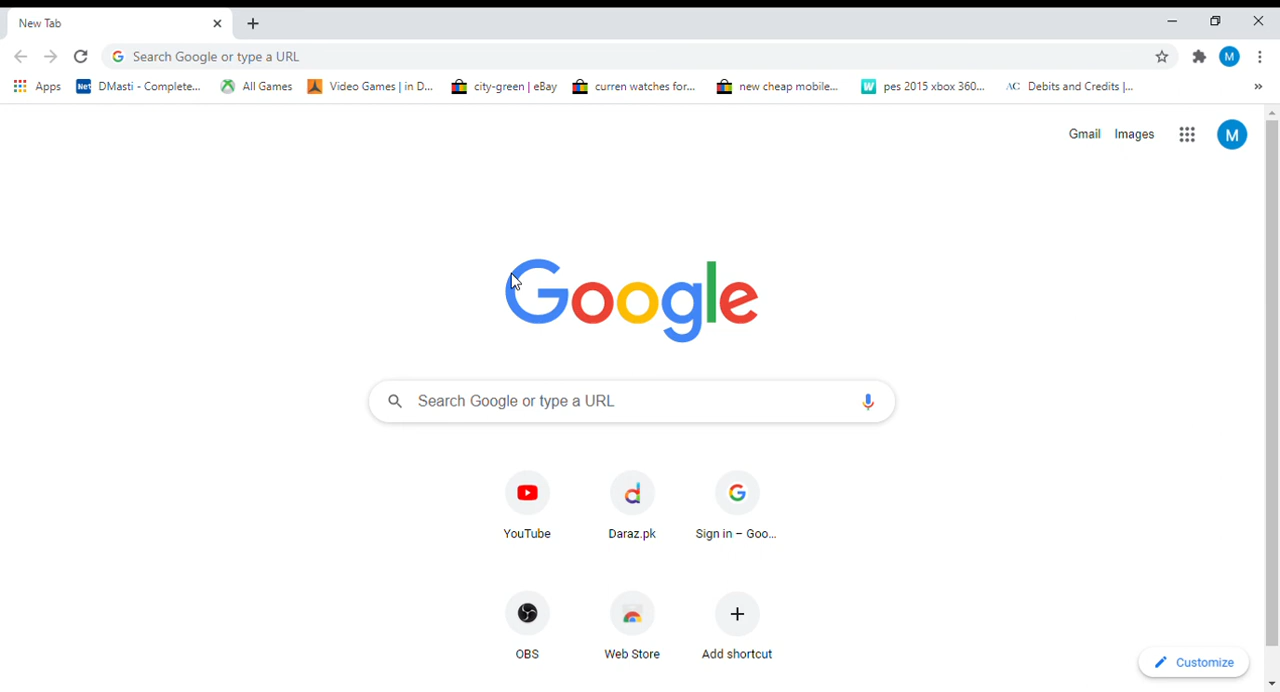 New Tab
Search Google or type a URL
Apps DMasti - Complete... All Games Video Games | in D... city-green | eBay curren watches for... new cheap mobile... W pes 2015 xbox 360... AC Debits and Credits |... »
M
Gmail Images M
Google
Search Google or type a URL
YouTube Daraz.pk Sign in – Goo...
OBS Web Store Add shortcut
Customize